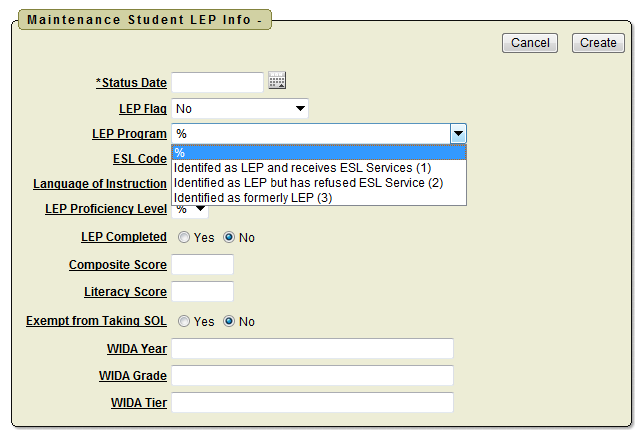 Maintenance Student LEP Info -
Cancel Create
*Status Date
LEP Flag No
LEP Program %
%
ESL Code Identifed as LEP and receives ESL Services (1)
Language of Instruction Identified as LEP but has refused ESL Service (2)
Identified as formerly LEP (3)
LEP Proficiency Level %
LEP Completed Yes No
Composite Score
Literacy Score
Exempt from Taking SOL Yes No
WIDA Year
WIDA Grade
WIDA Tier